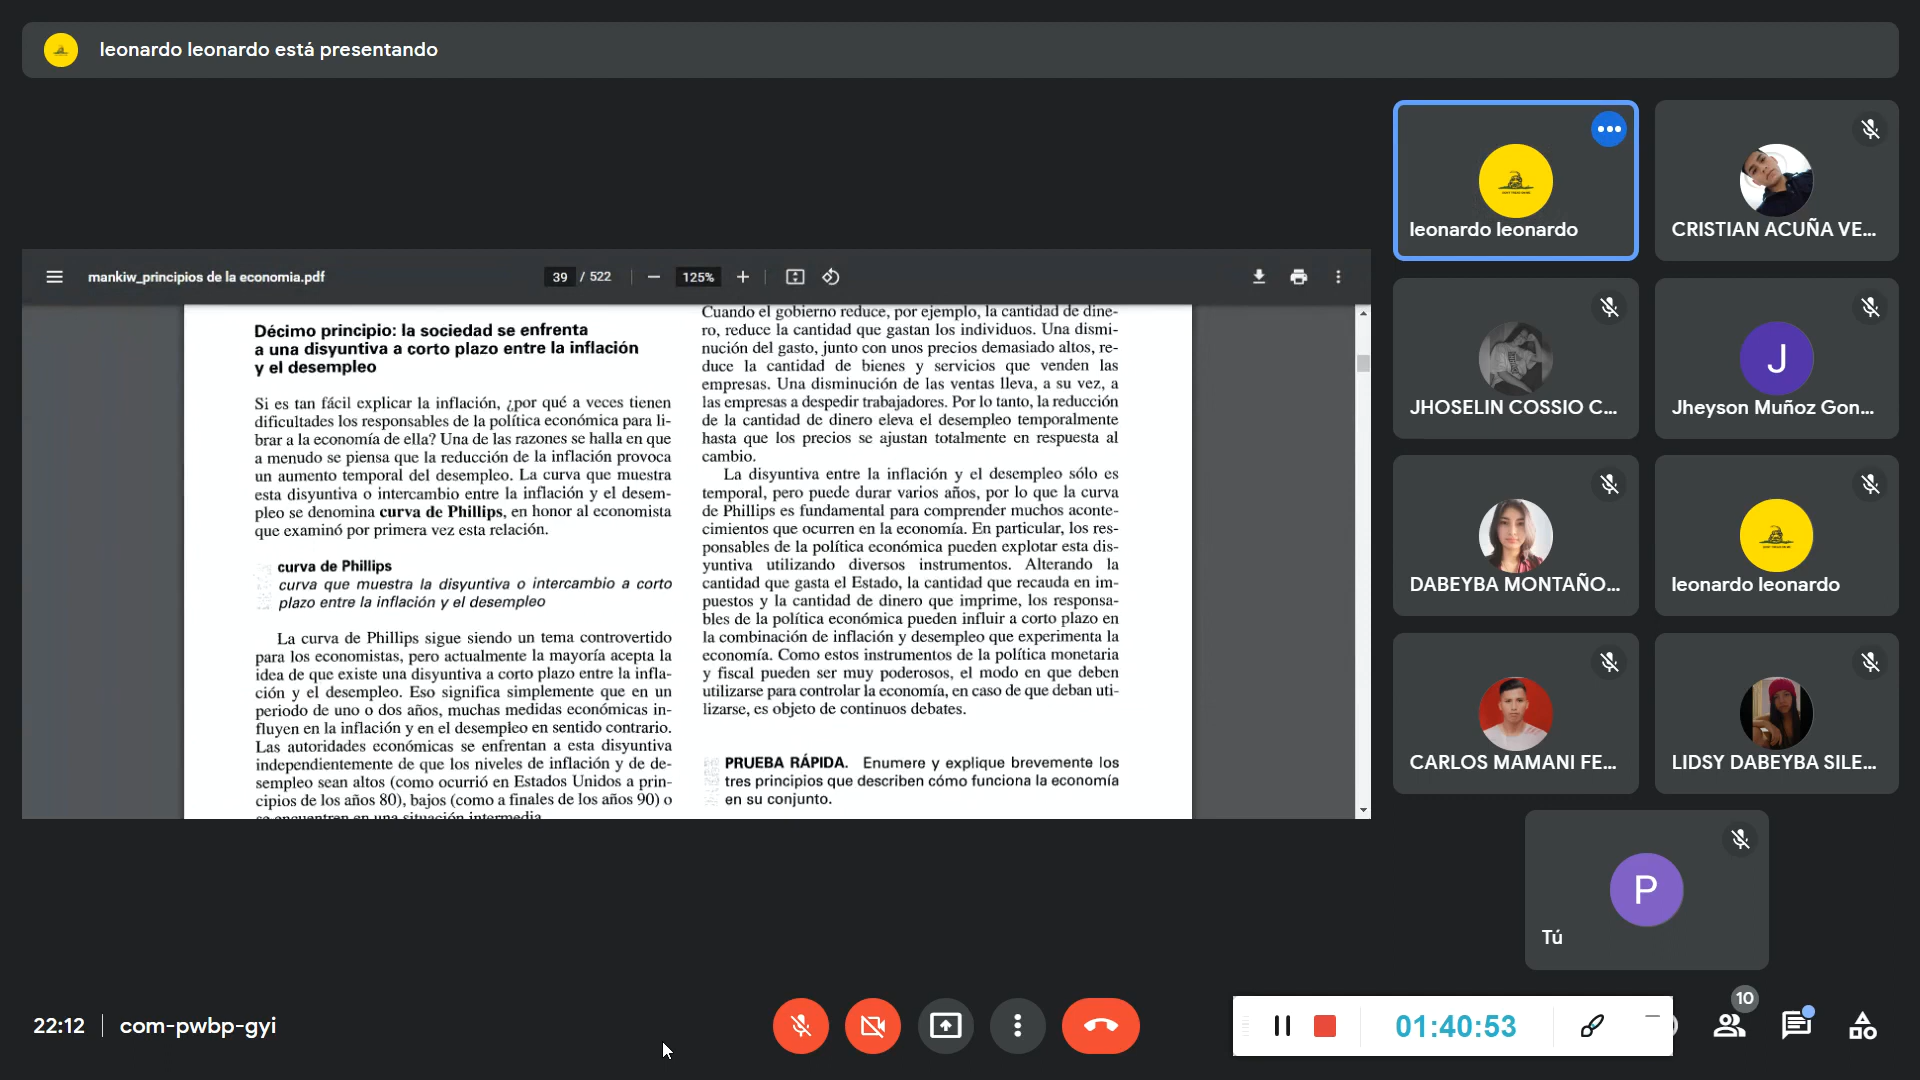 leonardo leonardo está presentando
mankiw_principios de la economia.pdf
39 / 522
125%
Décimo principio: la sociedad se enfrenta
a una disyuntiva a corto plazo entre la inflación
y el desempleo
Si es tan fácil explicar la inflación, ¿por qué a veces tienen
dificultades los responsables de la política económica para li-
brar a la economía de ella? Una de las razones se halla en que
a menudo se piensa que la reducción de la inflación provoca
un aumento temporal del desempleo. La curva que muestra
esta disyuntiva o intercambio entre la inflación y el desem-
pleo se denomina curva de Phillips, en honor al economista
que examinó por primera vez esta relación.
curva de Phillips
curva que muestra la disyuntiva o intercambio a corto
plazo entre la inflación y el desempleo
La curva de Phillips sigue siendo un tema controvertido
para los economistas, pero actualmente la mayoría acepta la
idea de que existe una disyuntiva a corto plazo entre la infla-
ción y el desempleo. Eso significa simplemente que en un
periodo de uno o dos años, muchas medidas económicas in-
fluyen en la inflación y en el desempleo en sentido contrario.
Las autoridades económicas se enfrentan a esta disyuntiva
independientemente de que los niveles de inflación y de de-
sempleo sean altos (como ocurrió en Estados Unidos a prin-
cipios de los años 80), bajos (como a finales de los años 90) o
se encuentren en una situación intermedia.
Cuando el gobierno reduce, por ejemplo, la cantidad de dine-
ro, reduce la cantidad que gastan los individuos. Una dismi-
nución del gasto, junto con unos precios demasiado altos, re-
duce la cantidad de bienes y servicios que venden las
empresas. Una disminución de las ventas lleva, a su vez, a
las empresas a despedir trabajadores. Por lo tanto, la reducción
de la cantidad de dinero eleva el desempleo temporalmente
hasta que los precios se ajustan totalmente en respuesta al
cambio.
La disyuntiva entre la inflación y el desempleo sólo es
temporal, pero puede durar varios años, por lo que la curva
de Phillips es fundamental para comprender muchos aconte-
cimientos que ocurren en la economía. En particular, los res-
ponsables de la política económica pueden explotar esta dis-
yuntiva utilizando diversos instrumentos. Alterando la
cantidad que gasta el Estado, la cantidad que recauda en im-
puestos y la cantidad de dinero que imprime, los responsa-
bles de la política económica pueden influir a corto plazo en
la combinación de inflación y desempleo que experimenta la
economía. Como estos instrumentos de la política monetaria
y fiscal pueden ser muy poderosos, el modo en que deben
utilizarse para controlar la economía, en caso de que deban uti-
lizarse, es objeto de continuos debates.
PRUEBA RÁPIDA. Enumere y explique brevemente los
tres principios que describen cómo funciona la economía
en su conjunto.
leonardo leonardo
CRISTIAN ACUÑA VE...
JHOSELIN COSSIO C...
J
Jheyson Muñoz Gon...
DABEYBA MONTAÑO...
leonardo leonardo
CARLOS MAMANI FE...
LIDSY DABEYBA SILE...
P
Tú
22:12
com-pwbp-gyi
01:40:53
10